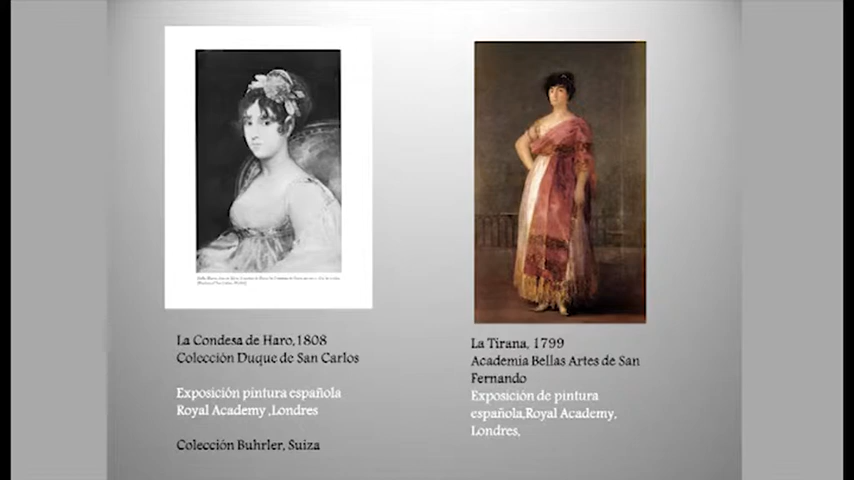 La Condesa de Haro,1808
Colección Duque de San Carlos
Exposición pintura española
Royal Academy ,Londres
Colección Buhrler, Suiza
La Tirana, 1799
Academia Bellas Artes de San
Fernando
Exposición de pintura
española,Royal Academy,
Londres,